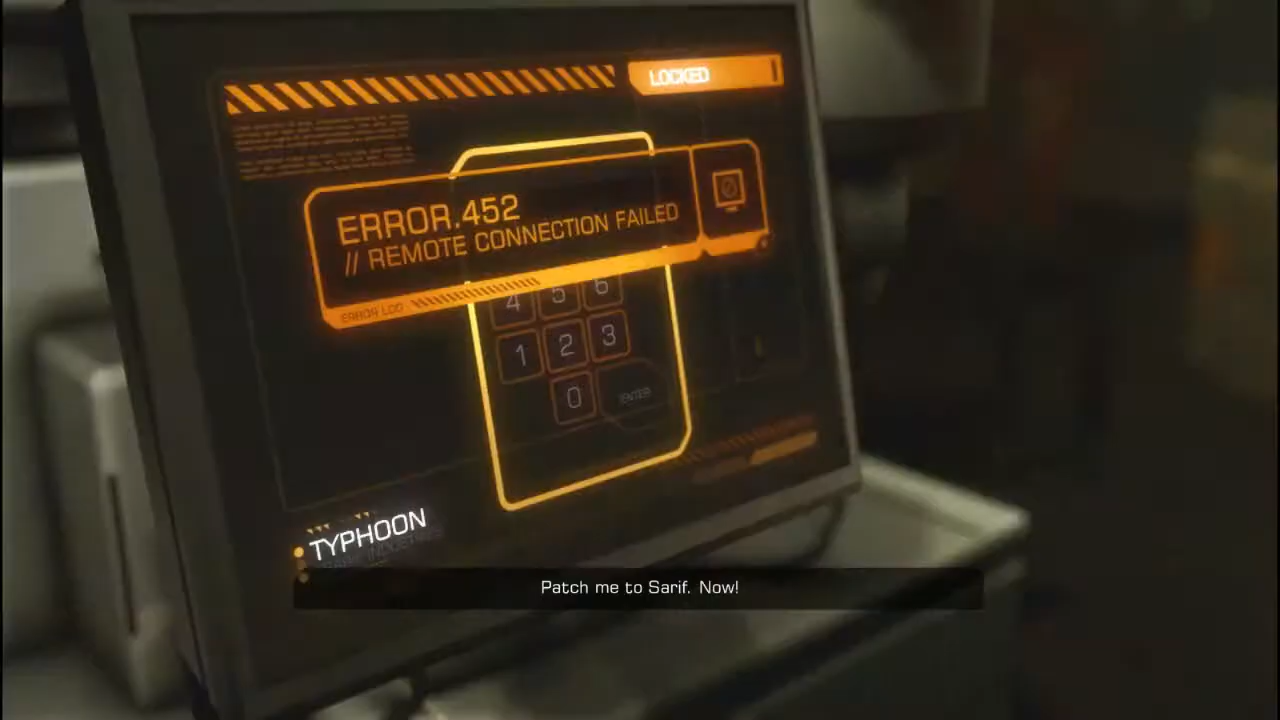 LOCKED
ERROR.452
// REMOTE CONNECTION FAILED
ERROR LOG
4 5 6
1 2 3
0 ENTER
TYPHOON
Patch me to Sarif. Now!